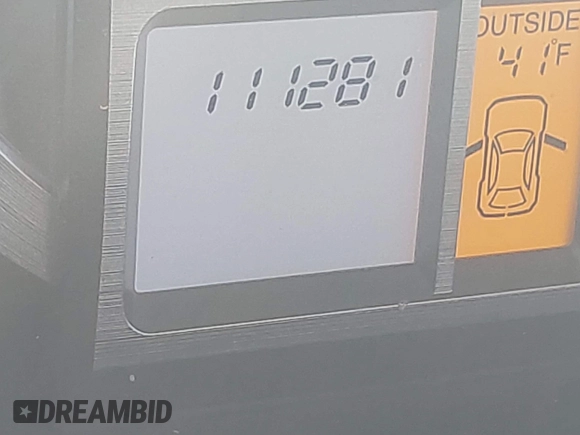 111281
OUTSIDE
41°F
DREAMBID